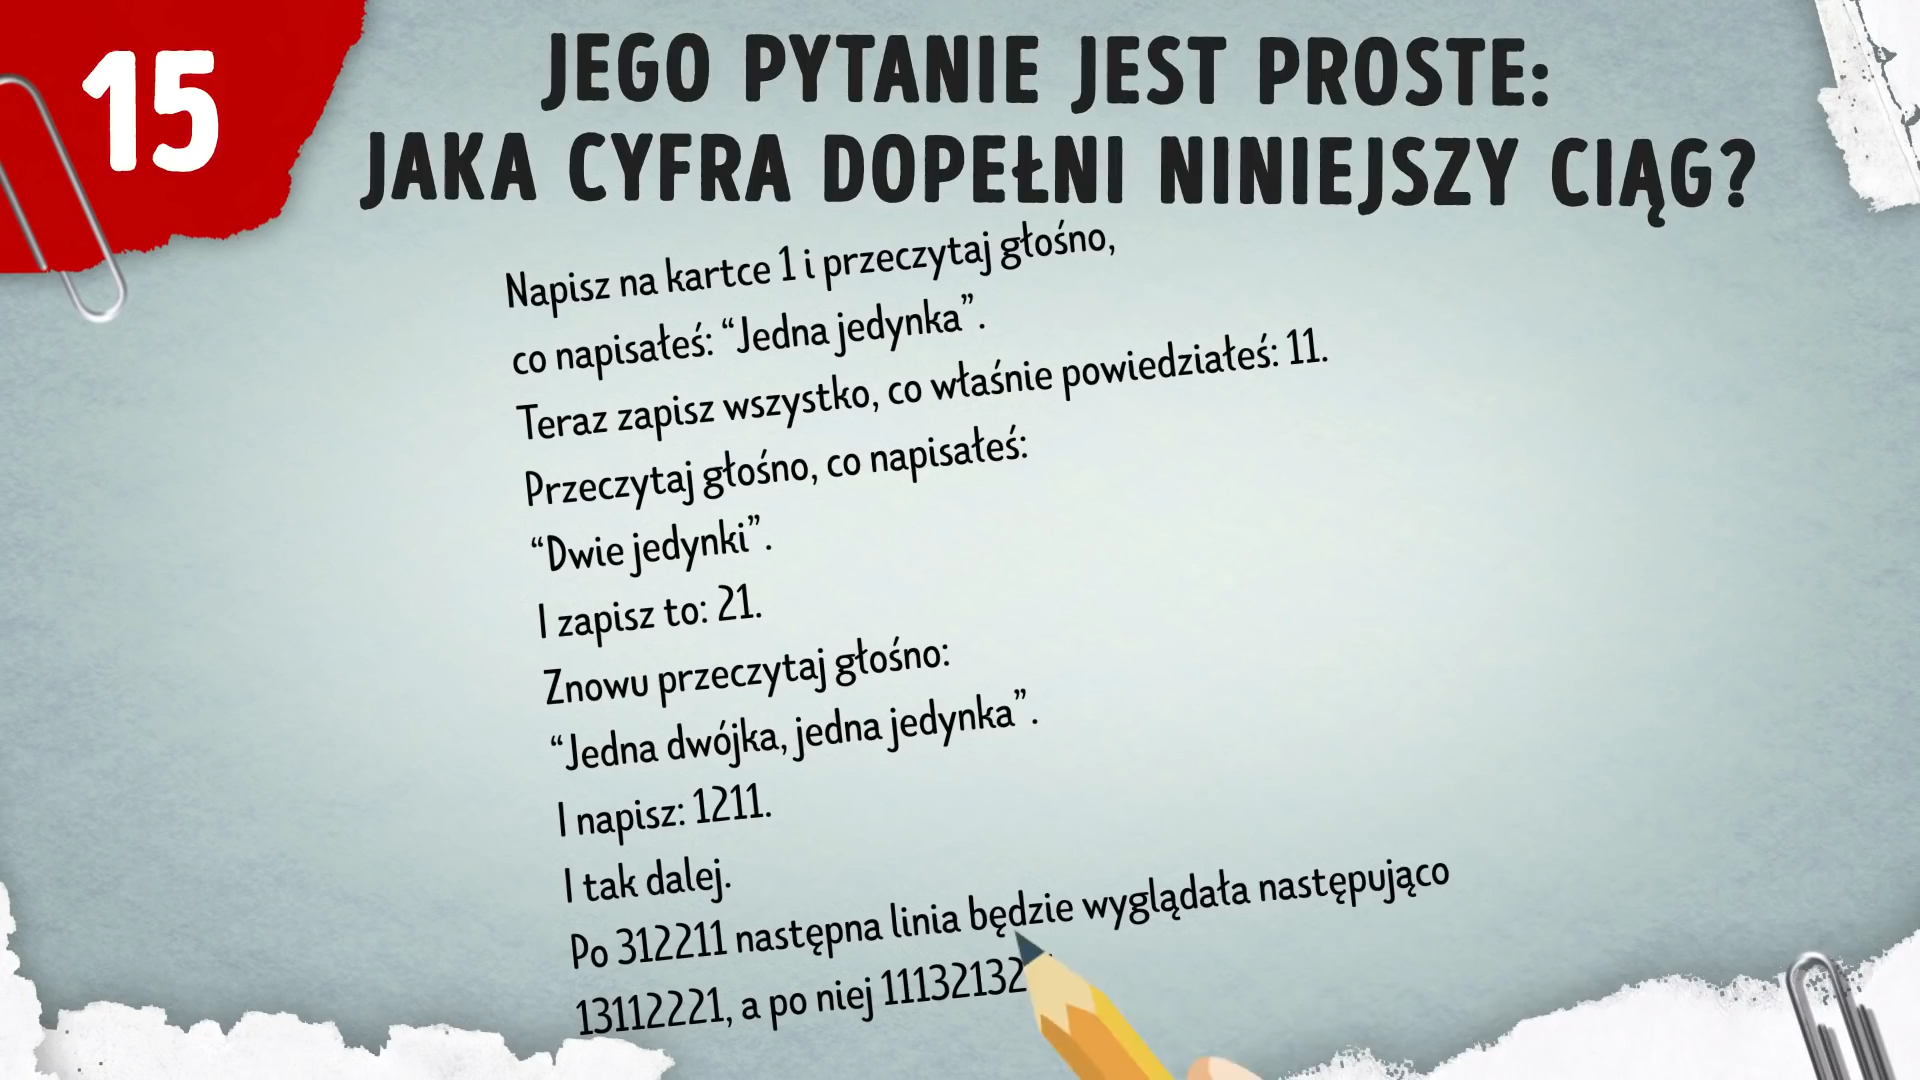 15
JEGO PYTANIE JEST PROSTE:
JAKA CYFRA DOPEŁNI NINIEJSZY CIĄG?
Napisz na kartce 1 i przeczytaj głośno,
co napisałeś: “Jedna jedynka”.
Teraz zapisz wszystko, co właśnie powiedziałeś: 11.
Przeczytaj głośno, co napisałeś:
“Dwie jedynki”.
I zapisz to: 21.
Znowu przeczytaj głośno:
“Jedna dwójka, jedna jedynka”.
I napisz: 1211.
I tak dalej.
Po 312211 następna linia będzie wyglądała następująco
13112221, a po niej 11132132